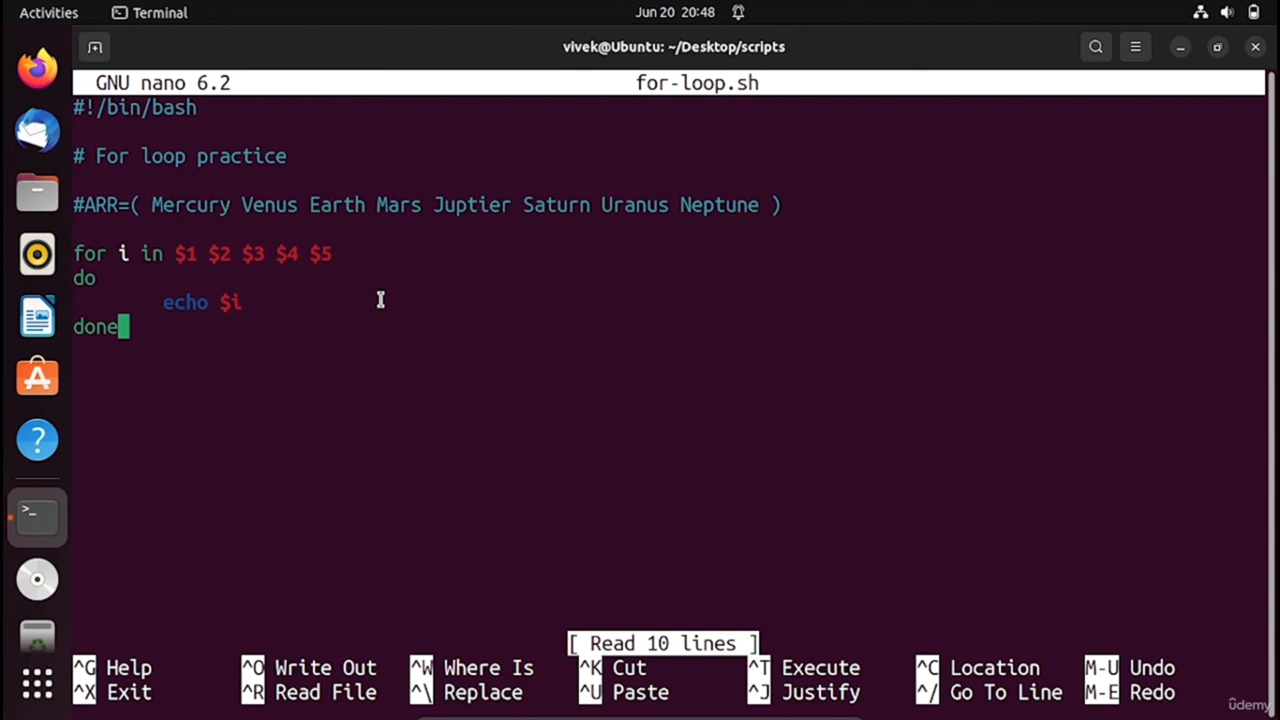 Activities Terminal Jun 20 20:48
vivek@Ubuntu: ~/Desktop/scripts
GNU nano 6.2 for-loop.sh
#!/bin/bash
# For loop practice
#ARR=( Mercury Venus Earth Mars Juptier Saturn Uranus Neptune )
for i in $1 $2 $3 $4 $5
do
echo $i
done
[ Read 10 lines ]
^G Help ^O Write Out ^W Where Is ^K Cut ^T Execute ^C Location M-U Undo
^X Exit ^R Read File ^\ Replace ^U Paste ^J Justify ^/ Go To Line M-E Redo
ûdemy